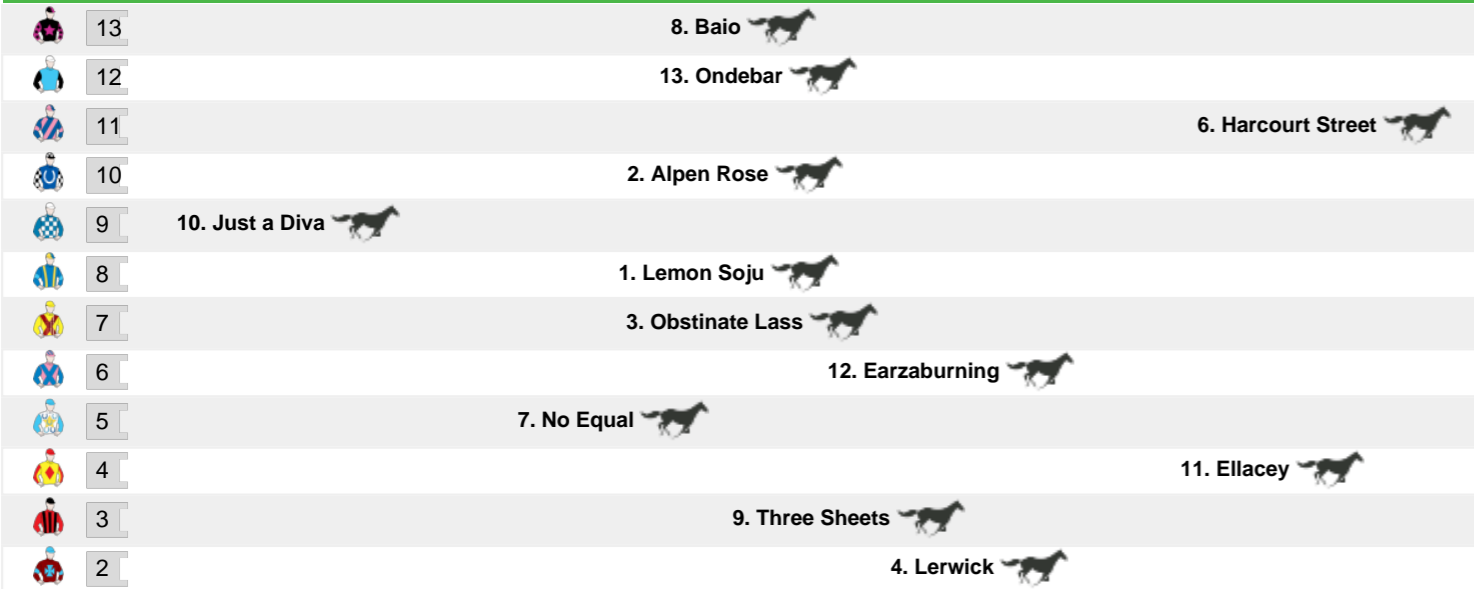 13 8. Baio
12 13. Ondebar
11 6. Harcourt Street
10 2. Alpen Rose
9 10. Just a Diva
8 1. Lemon Soju
7 3. Obstinate Lass
6 12. Earzaburning
5 7. No Equal
4 11. Ellacey
3 9. Three Sheets
2 4. Lerwick